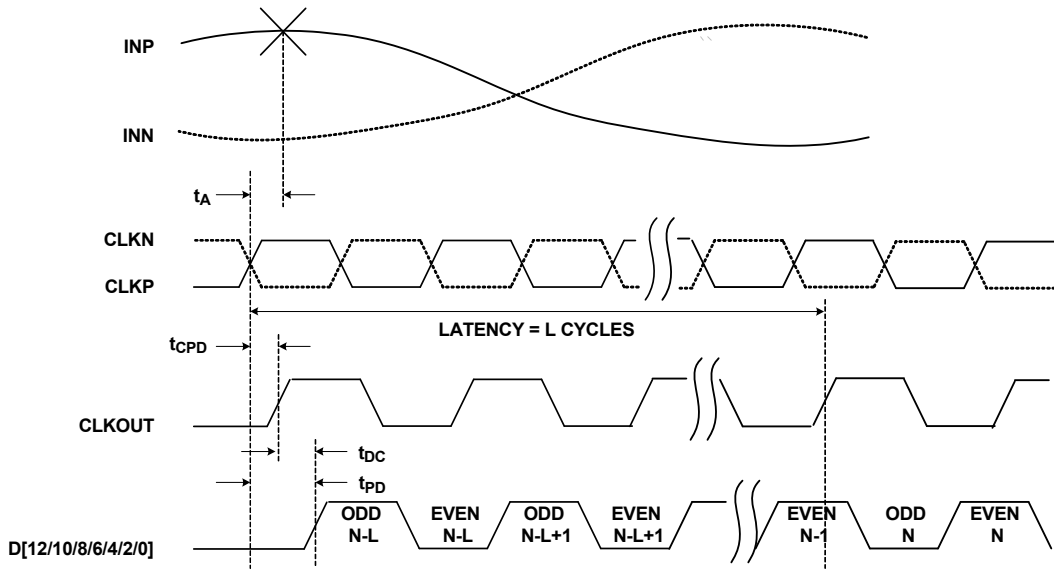 INP
INN
tA
CLKN
CLKP
LATENCY = L CYCLES
tCPD
CLKOUT
tDC
tPD
ODD N-L
EVEN N-L
ODD N-L+1
EVEN N-L+1
EVEN N-1
ODD N
EVEN N
D[12/10/8/6/4/2/0]